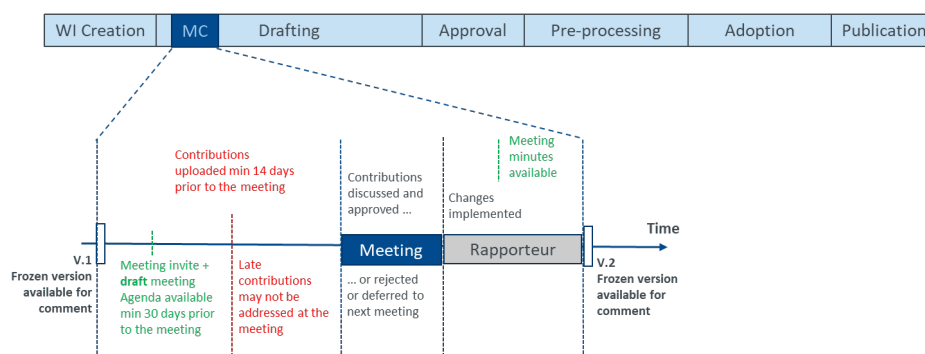 WI Creation
MC
Drafting
Approval
Pre-processing
Adoption
Publication
Contributions
uploaded min 14 days
prior to the meeting
Contributions
discussed and
approved ...
Meeting
minutes
available
Changes
implemented
Time
Meeting
Rapporteur
V.1
Frozen version
available for
comment
Meeting invite +
draft meeting
Agenda available
min 30 days prior
to the meeting
Late
contributions
may not be
addressed at the
meeting
... or rejected
or deferred to
next meeting
V.2
Frozen version
available for
comment